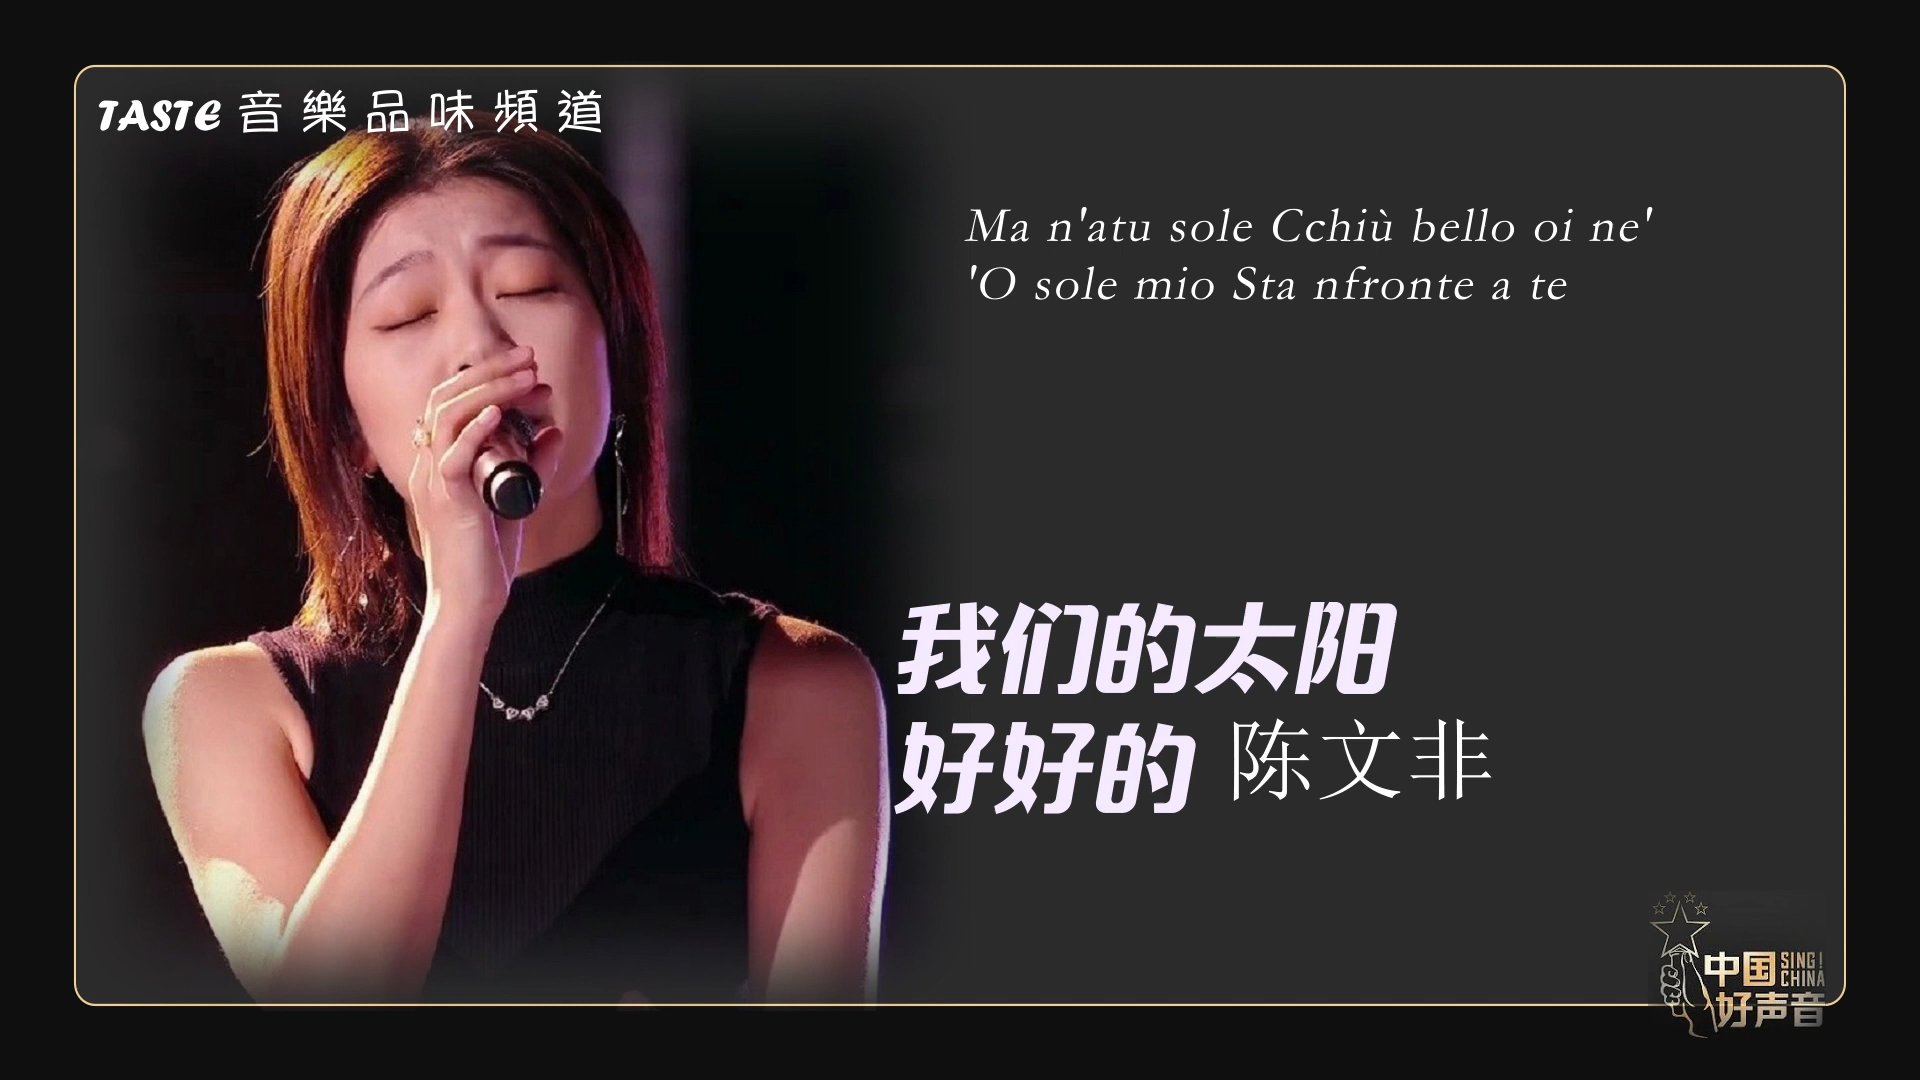 TASTE 音樂品味頻道
Ma n'atu sole Cchiù bello oi ne'
'O sole mio Sta nfronte a te
我们的太阳
好好的 陈文非
中国 SING! CHINA
好声音